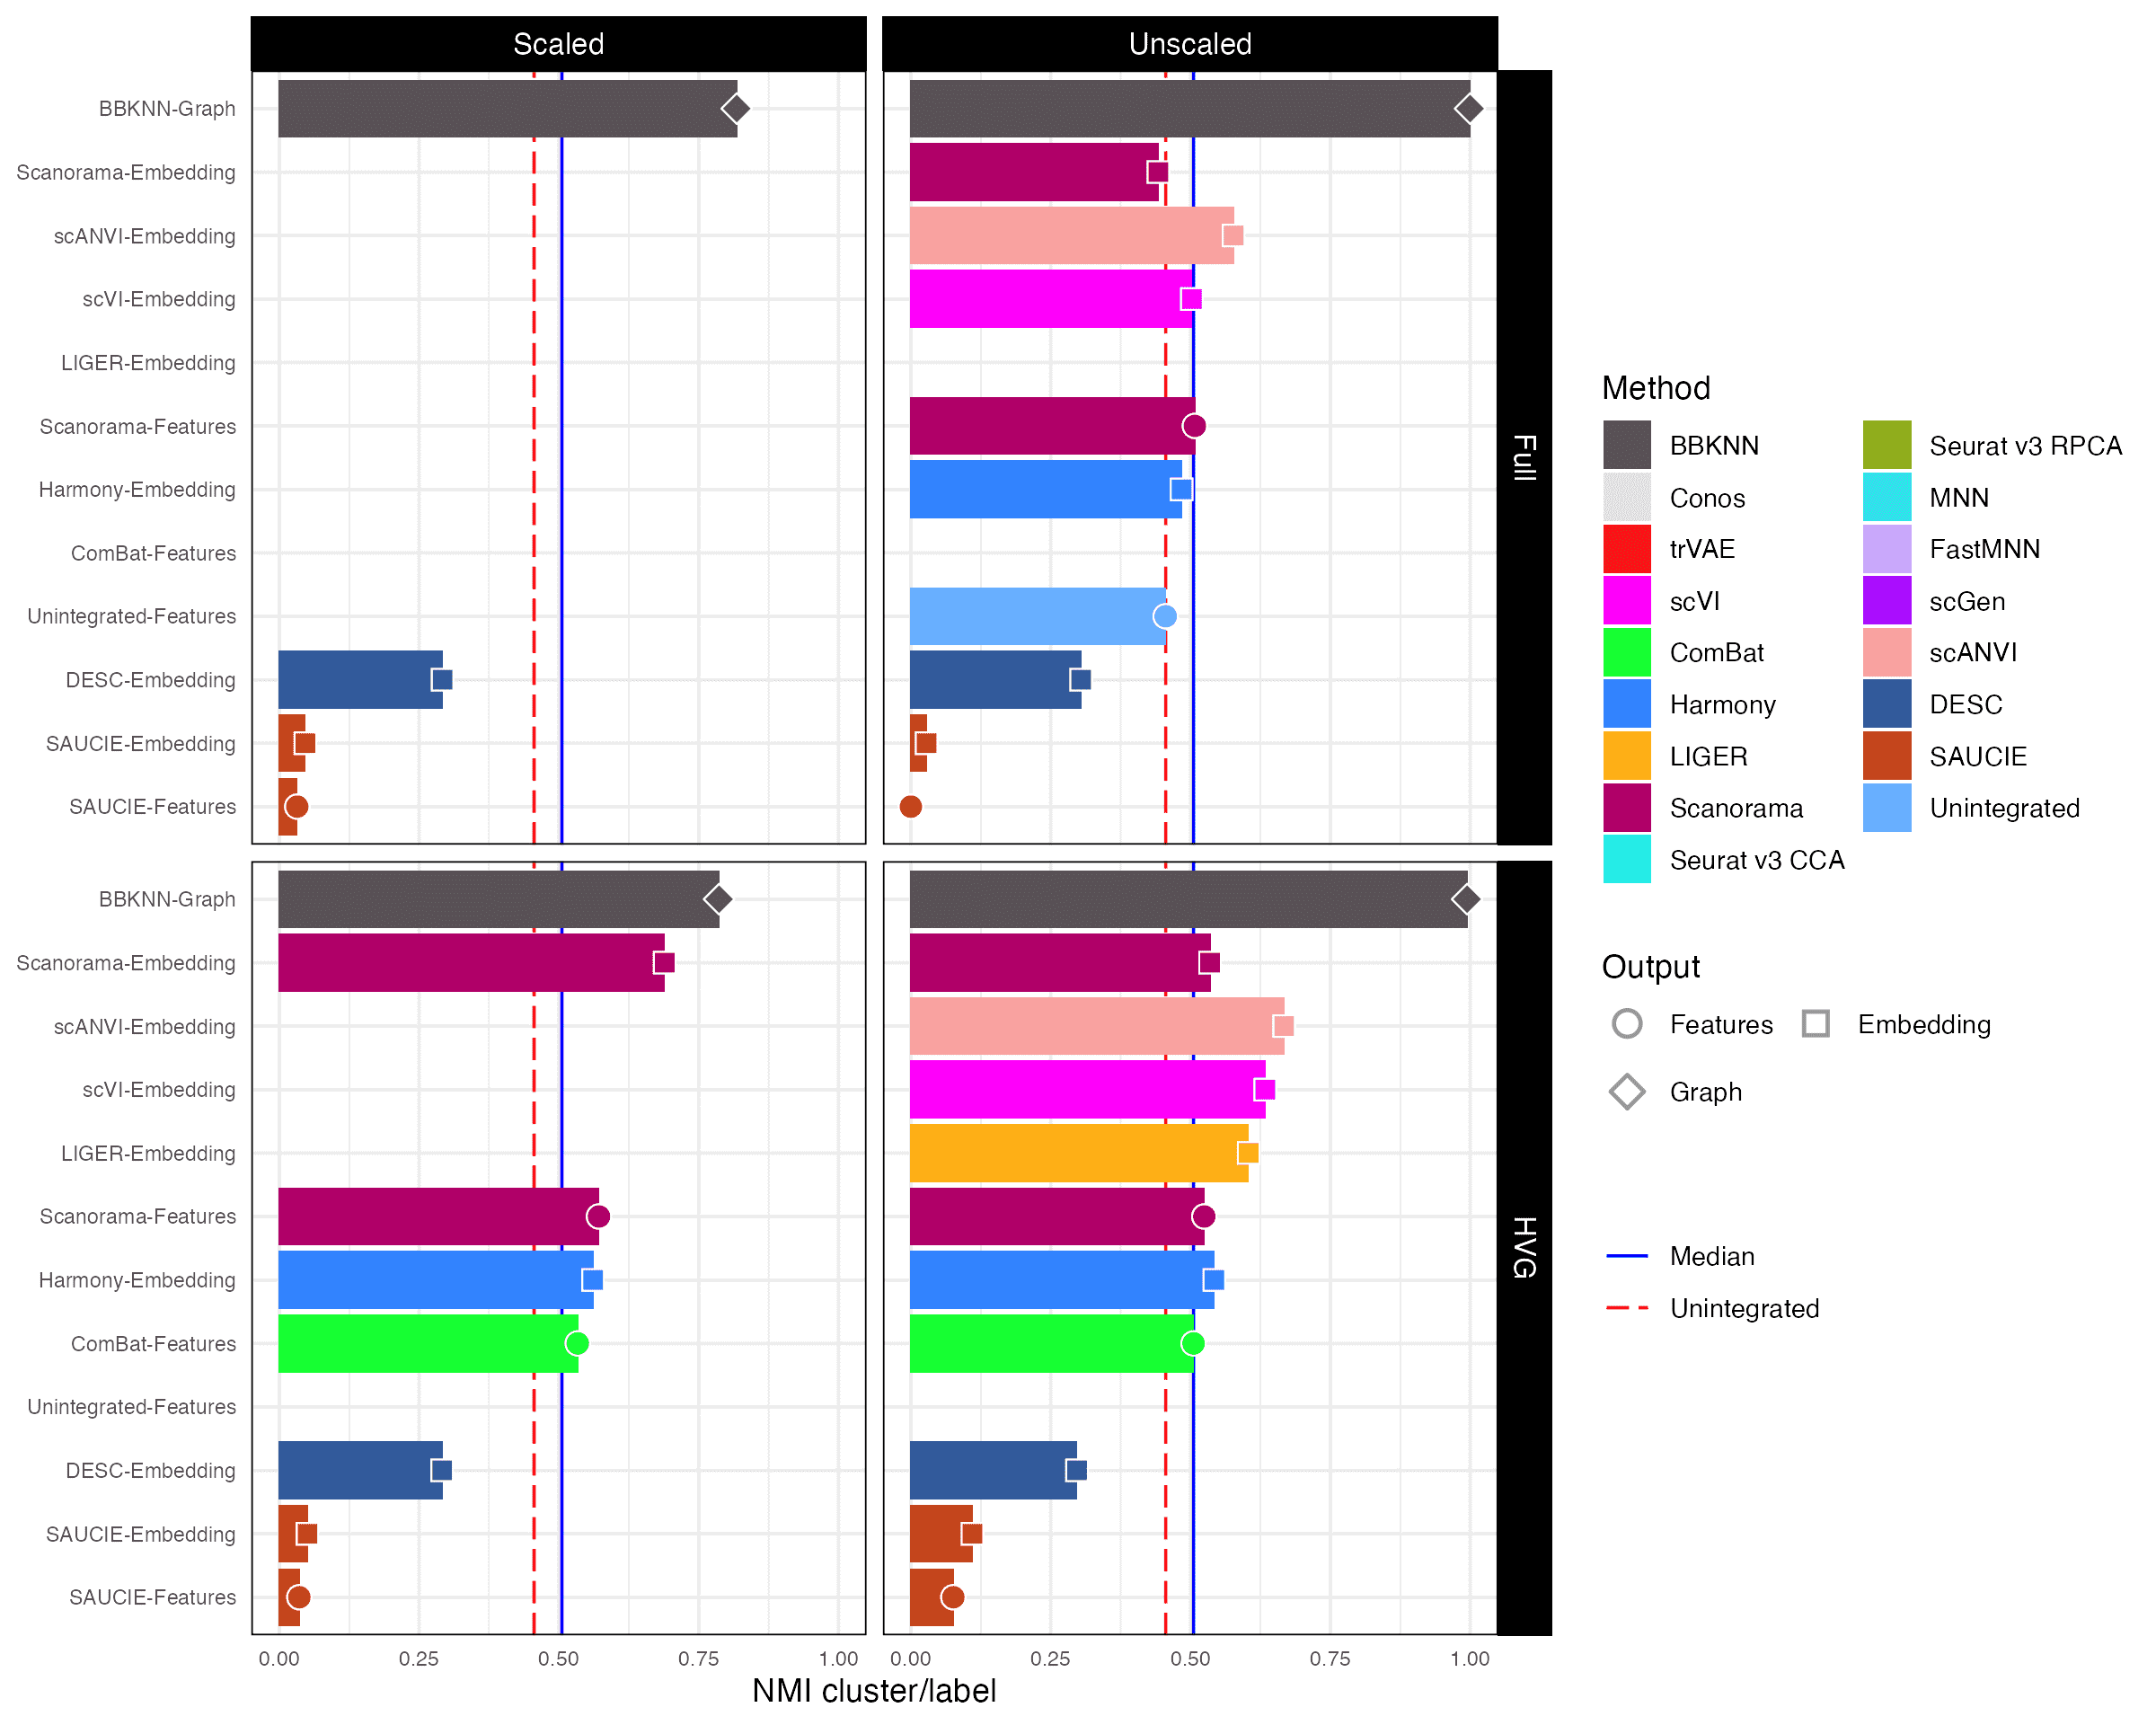 Scaled
Unscaled
BBKNN-Graph
Scanorama-Embedding
scANVI-Embedding
scVI-Embedding
LIGER-Embedding
Scanorama-Features
Harmony-Embedding
ComBat-Features
Unintegrated-Features
DESC-Embedding
SAUCIE-Embedding
SAUCIE-Features
Full
BBKNN-Graph
Scanorama-Embedding
scANVI-Embedding
scVI-Embedding
LIGER-Embedding
Scanorama-Features
Harmony-Embedding
ComBat-Features
Unintegrated-Features
DESC-Embedding
SAUCIE-Embedding
SAUCIE-Features
HVG
0.00 0.25 0.50 0.75 1.00
0.00 0.25 0.50 0.75 1.00
NMI cluster/label
Method
BBKNN
Conos
trVAE
scVI
ComBat
Harmony
LIGER
Scanorama
Seurat v3 CCA
Seurat v3 RPCA
MNN
FastMNN
scGen
scANVI
DESC
SAUCIE
Unintegrated
Output
Features
Embedding
Graph
Median
Unintegrated